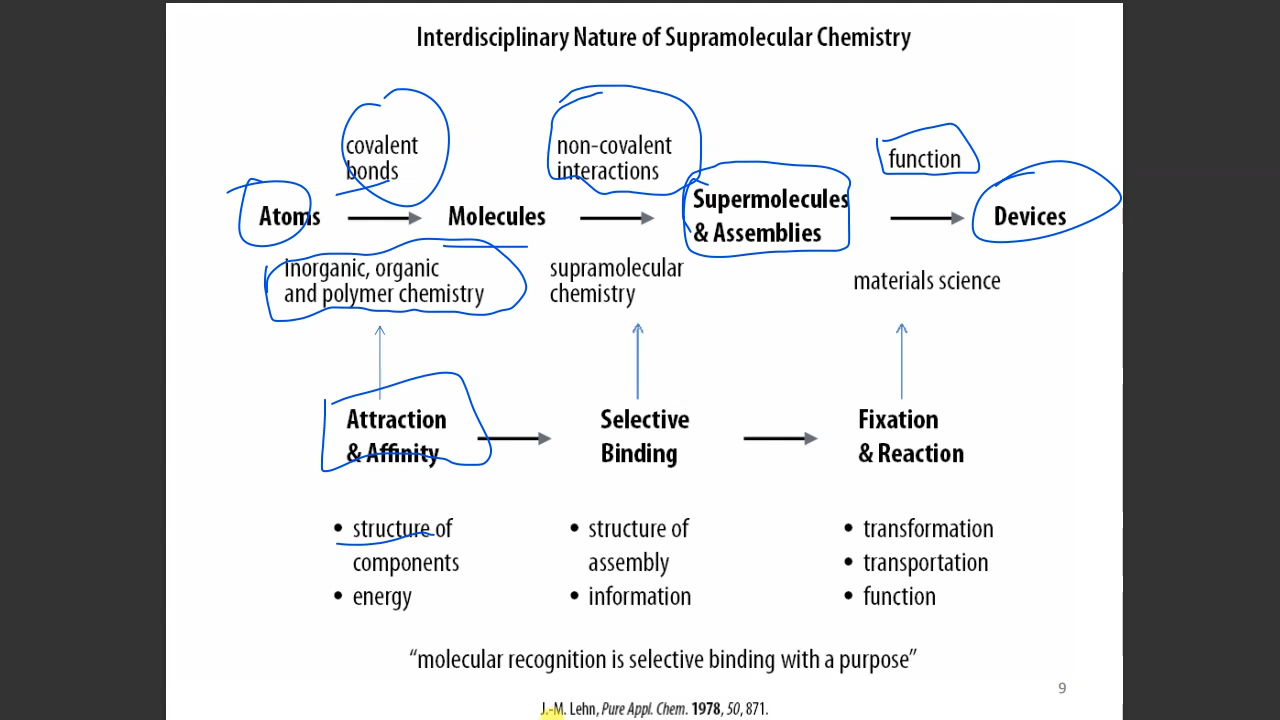 Interdisciplinary Nature of Supramolecular Chemistry
covalent
bonds
non-covalent
interactions
function
Atoms
Molecules
Supermolecules
& Assemblies
Devices
inorganic, organic
and polymer chemistry
supramolecular
chemistry
materials science
Attraction
& Affinity
Selective
Binding
Fixation
& Reaction
• structure of
components
• energy
• structure of
assembly
• information
• transformation
• transportation
• function
“molecular recognition is selective binding with a purpose”
9
J.-M. Lehn, Pure Appl. Chem. 1978, 50, 871.